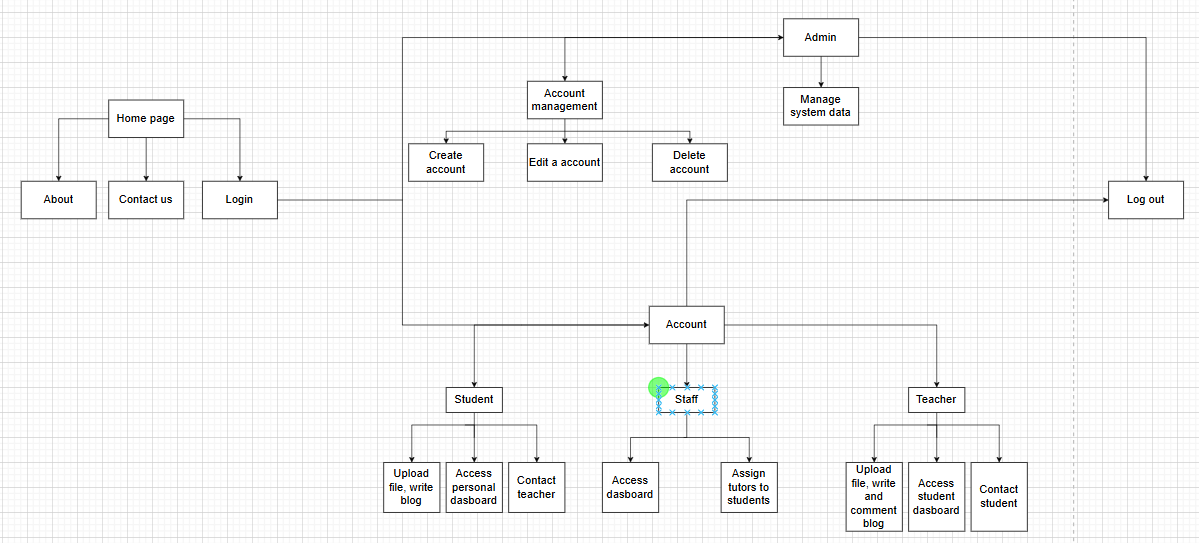 Admin
Account
management
Manage
system data
Home page
Create
account
Edit a account
Delete
account
About
Contact us
Login
Log out
Account
Student
Staff
Teacher
Upload
file, write
blog
Access
personal
dasboard
Contact
teacher
Access
dasboard
Assign
tutors to
students
Upload
file, write
and
comment
blog
Access
student
dasboard
Contact
student